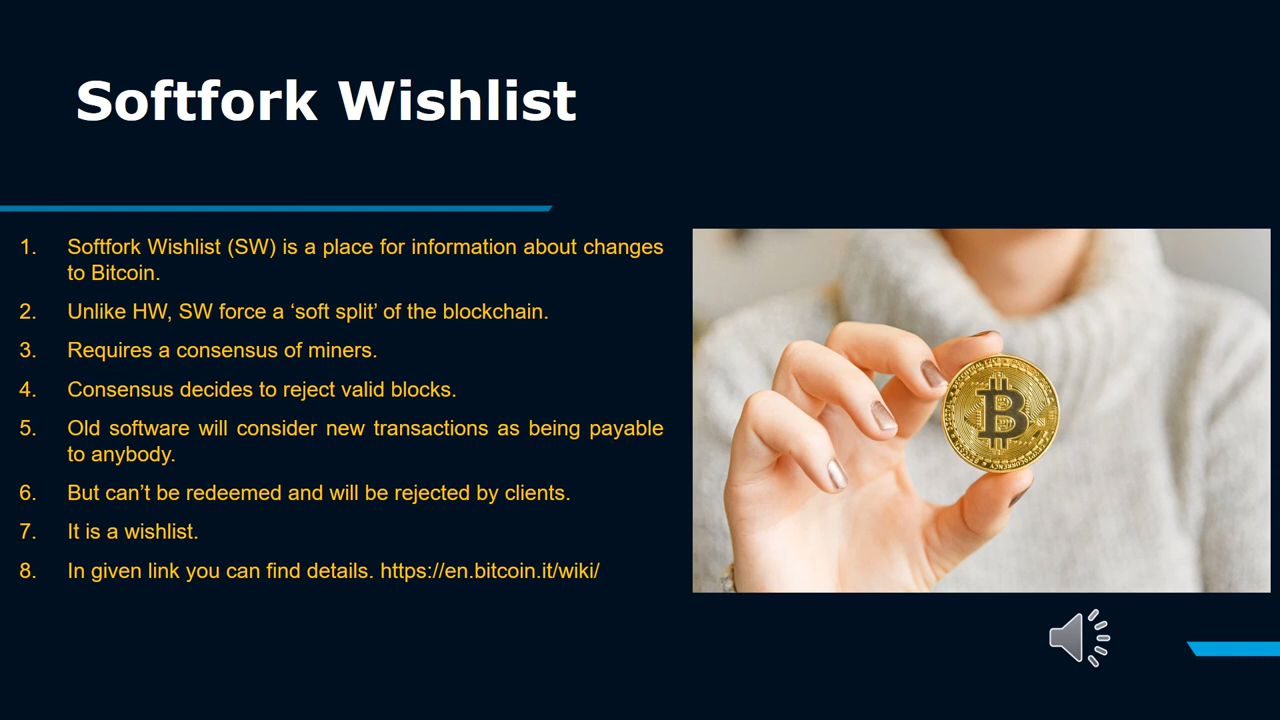 Softfork Wishlist
1. Softfork Wishlist (SW) is a place for information about changes
to Bitcoin.
2. Unlike HW, SW force a ‘soft split’ of the blockchain.
3. Requires a consensus of miners.
4. Consensus decides to reject valid blocks.
5. Old software will consider new transactions as being payable
to anybody.
6. But can’t be redeemed and will be rejected by clients.
7. It is a wishlist.
8. In given link you can find details. https://en.bitcoin.it/wiki/